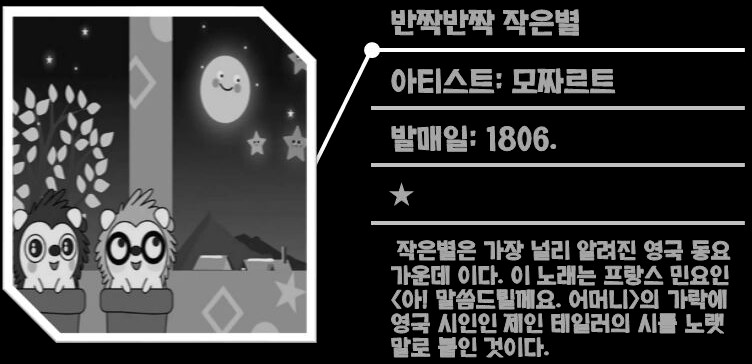 반짝반짝 작은별
아티스트: 모짜르트
발매일: 1806.
★
작은별은 가장 널리 알려진 영국 동요
가운데 이다. 이 노래는 프랑스 민요인
<아! 말씀드릴께요. 어머니>의 가락에
영국 시인인 제인 테일러의 시를 노랫
말로 붙인 것이다.